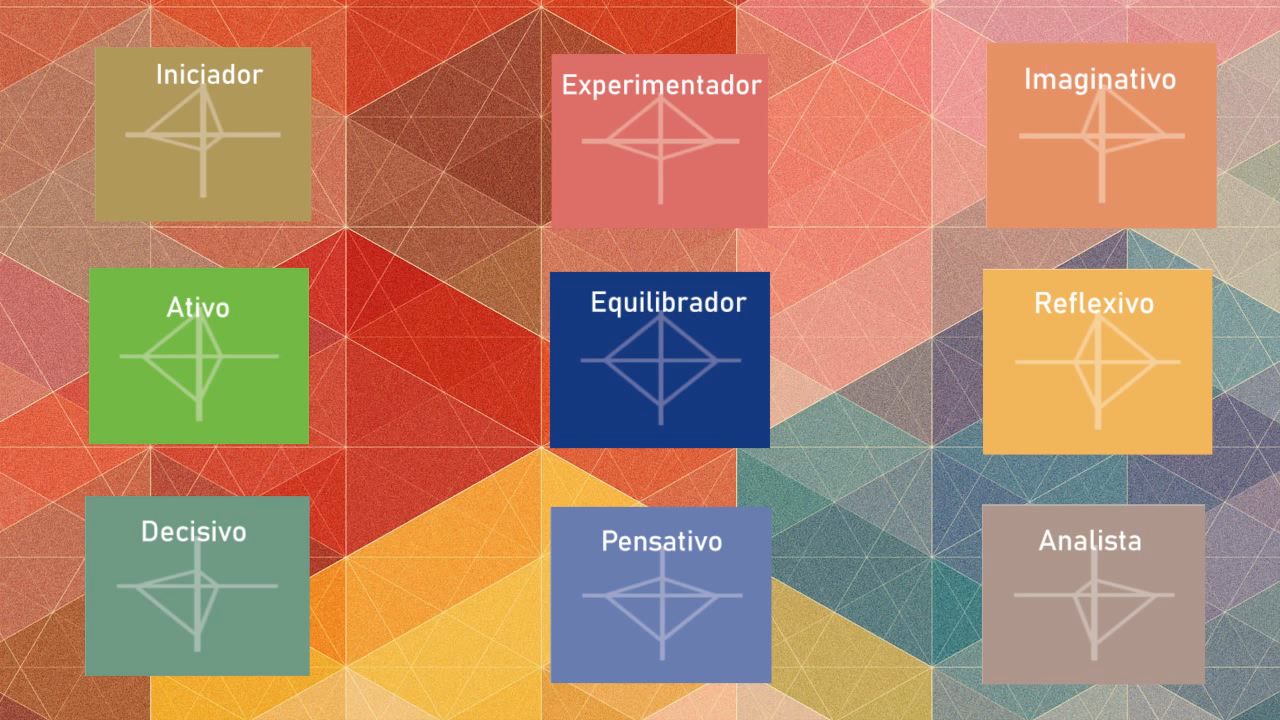 Iniciador
Experimentador
Imaginativo
Ativo
Equilibrador
Reflexivo
Decisivo
Pensativo
Analista